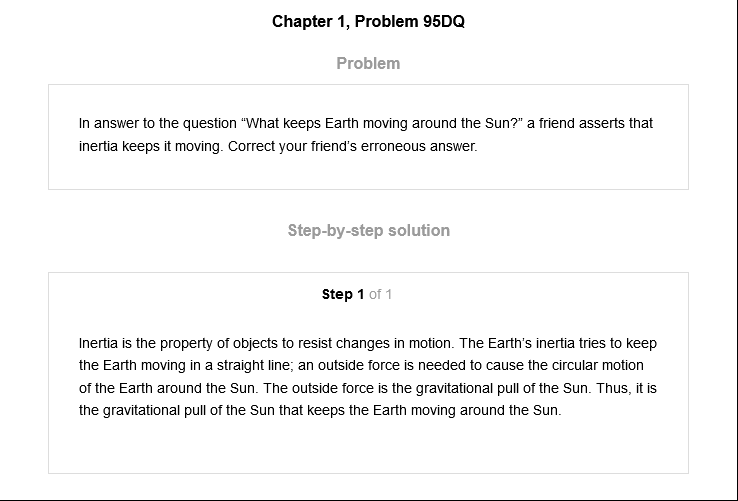 Chapter 1, Problem 95DQ
Problem
In answer to the question “What keeps Earth moving around the Sun?” a friend asserts that
inertia keeps it moving. Correct your friend’s erroneous answer.
Step-by-step solution
Step 1 of 1
Inertia is the property of objects to resist changes in motion. The Earth’s inertia tries to keep
the Earth moving in a straight line; an outside force is needed to cause the circular motion
of the Earth around the Sun. The outside force is the gravitational pull of the Sun. Thus, it is
the gravitational pull of the Sun that keeps the Earth moving around the Sun.